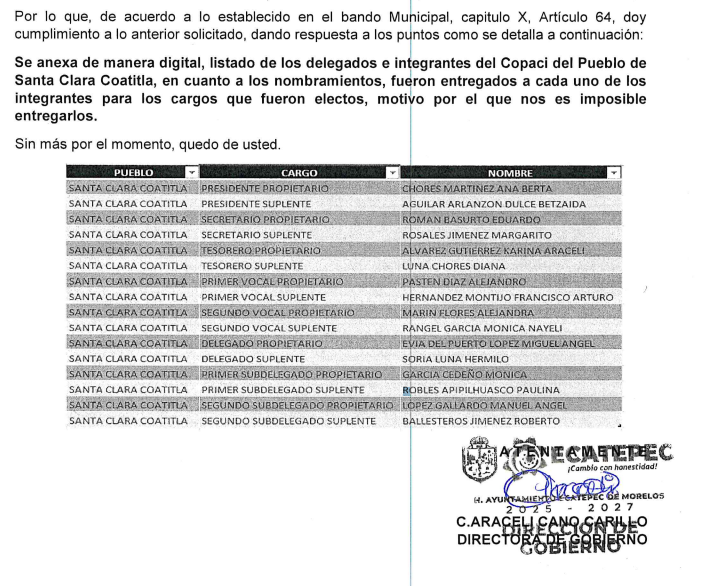 Por lo que, de acuerdo a lo establecido en el bando Municipal, capitulo X, Artículo 64, doy
cumplimiento a lo anterior solicitado, dando respuesta a los puntos como se detalla a continuación:
Se anexa de manera digital, listado de los delegados e integrantes del Copaci del Pueblo de
Santa Clara Coatitla, en cuanto a los nombramientos, fueron entregados a cada uno de los
integrantes para los cargos que fueron electos, motivo por el que nos es imposible
entregarlos.
Sin más por el momento, quedo de usted.
PUEBLO CARGO NOMBRE
SANTA CLARA COATITLA PRESIDENTE PROPIETARIO CHORES MARTINEZ ANA BERTA
SANTA CLARA COATITLA PRESIDENTE SUPLENTE AGUILAR ARLANZON DULCE BETZAIDA
SANTA CLARA COATITLA SECRETARIO PROPIETARIO ROMAN BASURTO EDUARDO
SANTA CLARA COATITLA SECRETARIO SUPLENTE ROSALES JIMENEZ MARGARITO
SANTA CLARA COATITLA TESORERO PROPIETARIO ALVAREZ GUTIERREZ KARINA ARACELI
SANTA CLARA COATITLA TESORERO SUPLENTE LUNA CHORES DIANA
SANTA CLARA COATITLA PRIMER VOCAL PROPIETARIO PASTEN DIAZ ALEJANDRO
SANTA CLARA COATITLA PRIMER VOCAL SUPLENTE HERNANDEZ MONTIJO FRANCISCO ARTURO
SANTA CLARA COATITLA SEGUNDO VOCAL PROPIETARIO MARIN FLORES ALEJANDRA
SANTA CLARA COATITLA SEGUNDO VOCAL SUPLENTE RANGEL GARCIA MONICA NAYELI
SANTA CLARA COATITLA DELEGADO PROPIETARIO EVIA DEL PUERTO LOPEZ MIGUEL ANGEL
SANTA CLARA COATITLA DELEGADO SUPLENTE SORIA LUNA HERMILO
SANTA CLARA COATITLA PRIMER SUBDELEGADO PROPIETARIO GARCIA CEDEÑO MONICA
SANTA CLARA COATITLA PRIMER SUBDELEGADO SUPLENTE ROBLES APIPILHUASCO PAULINA
SANTA CLARA COATITLA SEGUNDO SUBDELEGADO PROPIETARIO LOPEZ GALLARDO MANUEL ANGEL
SANTA CLARA COATITLA SEGUNDO SUBDELEGADO SUPLENTE BALLESTEROS JIMENEZ ROBERTO
ATENTAMENTE
ECATEPEC
¡Cambio con honestidad!
H. AYUNTAMIENTO ECATEPEC DE MORELOS
2025 - 2027
C.ARACELI CANO CARILLO
DIRECCIÓN DE
DIRECTORA DE GOBIERNO
GOBIERNO